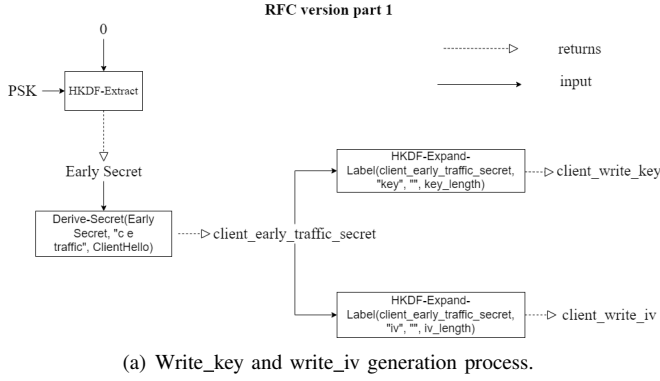 RFC version part 1
0
returns
PSK
HKDF-Extract
input
Early Secret
HKDF-Expand-
Label(client_early_traffic_secret,
"key", "", key_length)
client_write_key
Derive-Secret(Early
Secret, "c e
traffic", ClientHello)
client_early_traffic_secret
HKDF-Expand-
Label(client_early_traffic_secret,
"iv", "", iv_length)
client_write_iv
(a) Write_key and write_iv generation process.